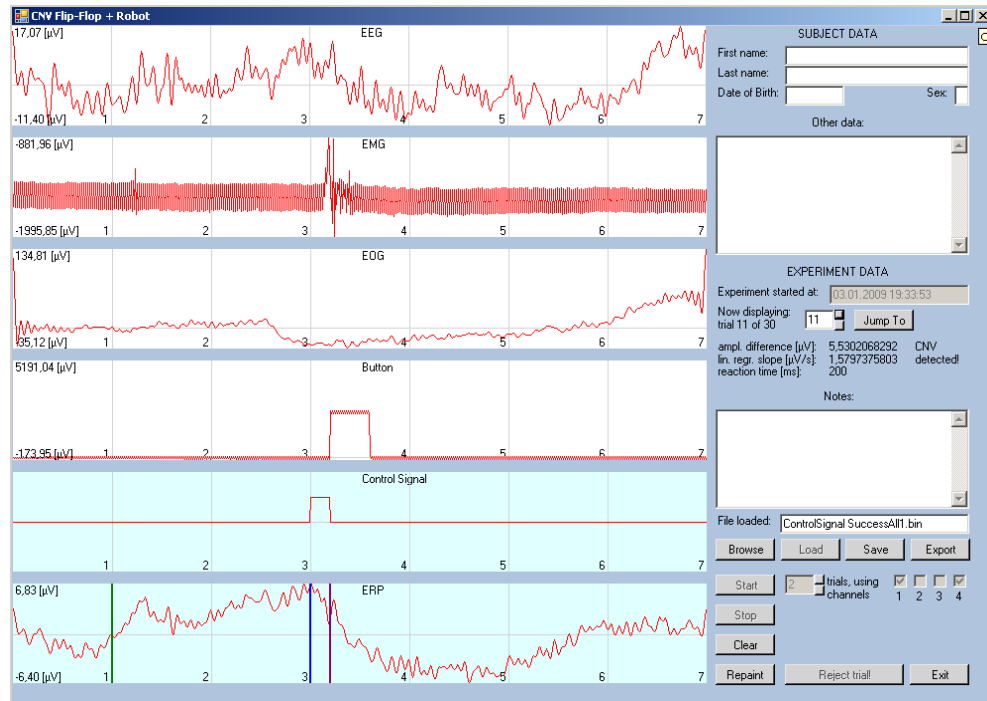 CNV Flip-Flop + Robot
17,07 [µV]
EEG
-11,40 [µV]
1 2 3 4 5 6 7
-881,96 [µV]
EMG
-1995,85 [µV]
1 2 3 4 5 6 7
134,81 [µV]
EOG
-35,12 [µV]
1 2 3 4 5 6 7
5191,04 [µV]
Button
-173,95 [µV]
1 2 3 4 5 6 7
Control Signal
1 2 3 4 5 6 7
6,83 [µV]
ERP
-6,40 [µV]
1 2 3 4 5 6 7
SUBJECT DATA
First name:
Last name:
Date of Birth:
Sex:
Other data:
EXPERIMENT DATA
Experiment started at: 03.01.2009 19:33:53
Now displaying:
trial 11 of 30
11
Jump To
ampl. difference [µV]: 5,5302068292 CNV
lin. regr. slope [µV/s]: 1,5797375803 detected!
reaction time [ms]: 200
Notes:
File loaded: ControlSignal SuccessAll1.bin
Browse Load Save Export
Start 2 trials, using
channels 1 2 3 4
Stop
Clear
Repaint Reject trial! Exit